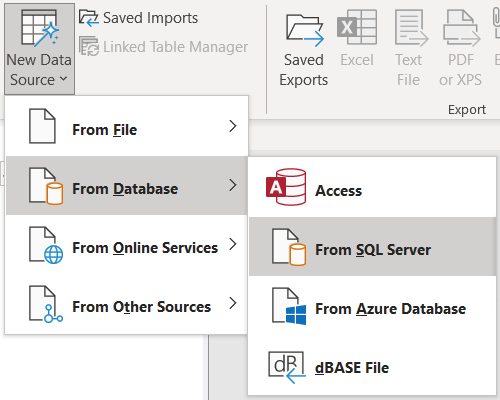 New Data
Source
Saved Imports
Linked Table Manager
Saved
Exports
Excel
Text
File
PDF
or XPS
Export
From File
From Database
From Online Services
From Other Sources
Access
From SQL Server
From Azure Database
dBASE File
A
dB